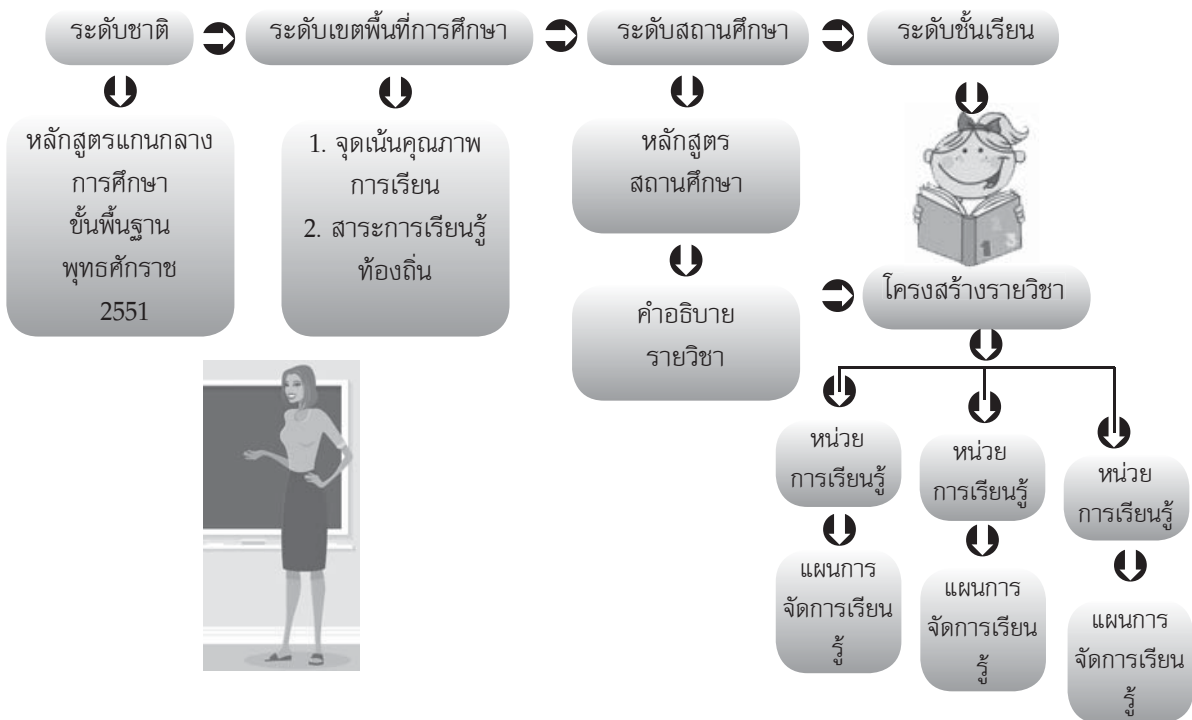 ระดับชาติ
ระดับเขตพื้นที่การศึกษา
ระดับสถานศึกษา
ระดับชั้นเรียน
หลักสูตรแกนกลาง
การศึกษา
ขั้นพื้นฐาน
พุทธศักราช
2551
1. จุดเน้นคุณภาพ
การเรียน
2. สาระการเรียนรู้
ท้องถิ่น
หลักสูตร
สถานศึกษา
คำอธิบาย
รายวิชา
1 3
โครงสร้างรายวิชา
หน่วย
การเรียนรู้
หน่วย
การเรียนรู้
หน่วย
การเรียนรู้
แผนการ
จัดการเรียน
รู้
แผนการ
จัดการเรียน
รู้
แผนการ
จัดการเรียน
รู้